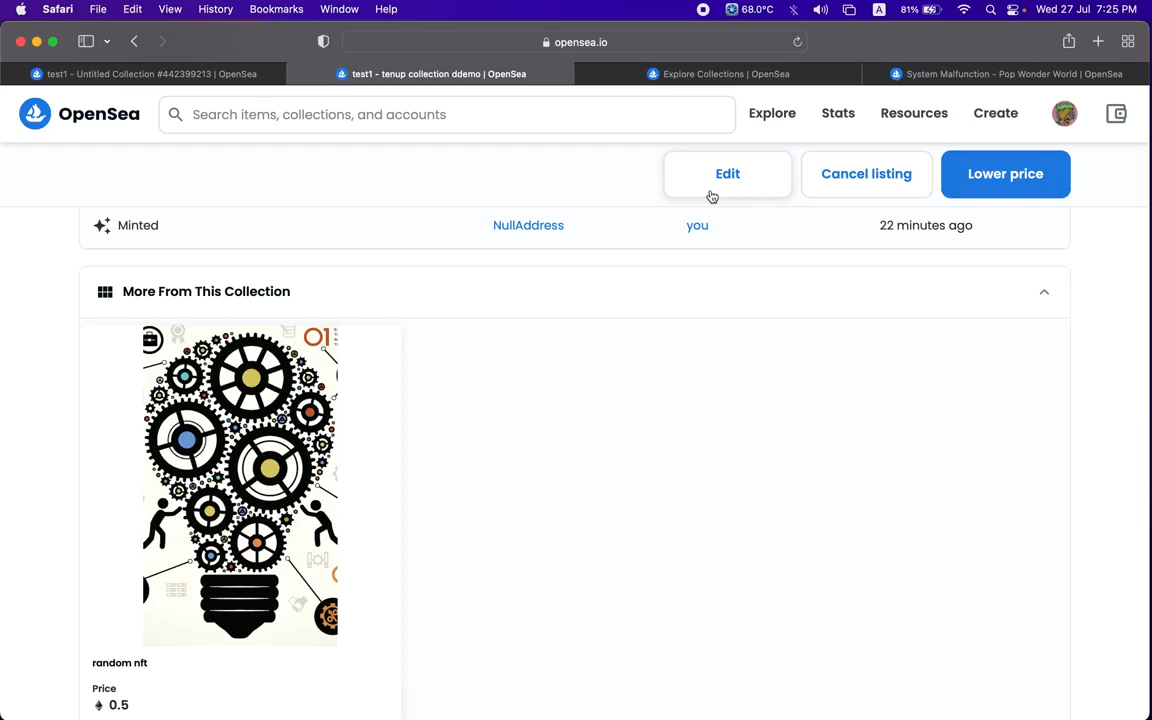 Safari File Edit View History Bookmarks Window Help 68.0°C A 81% Wed 27 Jul 7:25 PM
opensea.io
test1 - Untitled Collection #442399213 | OpenSea
test1 - tenup collection ddemo | OpenSea
Explore Collections | OpenSea
System Malfunction - Pop Wonder World | OpenSea
OpenSea
Search items, collections, and accounts
Explore Stats Resources Create
Edit
Cancel listing
Lower price
Minted NullAddress you 22 minutes ago
More From This Collection
01
random nft
Price
0.5